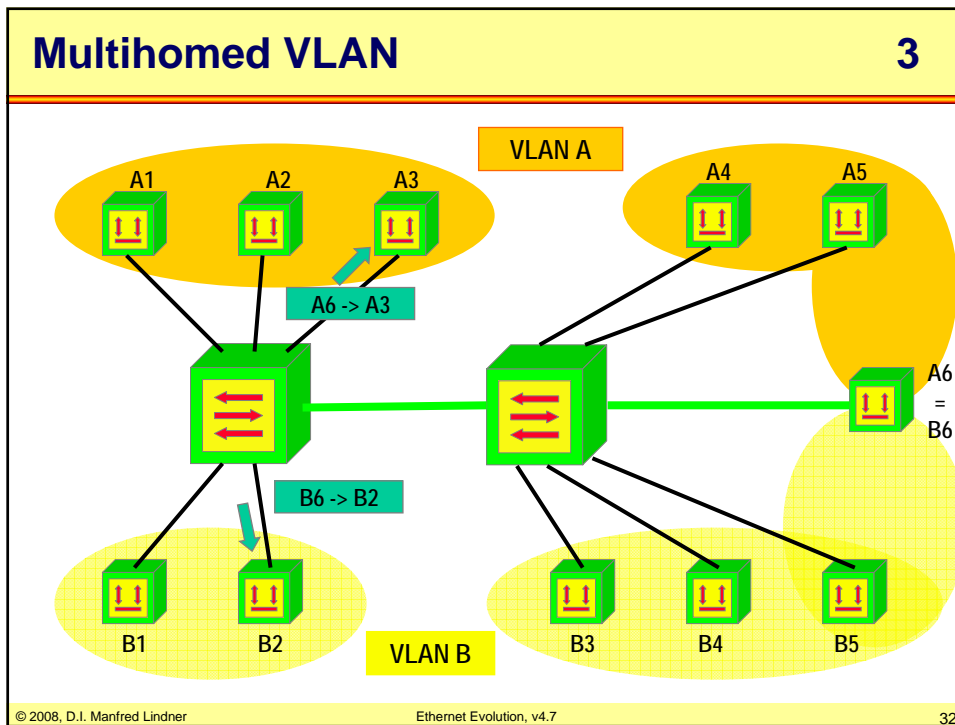 Multihomed VLAN 3
VLAN A
A1 A2 A3 A4 A5
A6 -> A3
A6
=
B6
B6 -> B2
B1 B2 B3 B4 B5
VLAN B
© 2008, D.I. Manfred Lindner Ethernet Evolution, v4.7 32